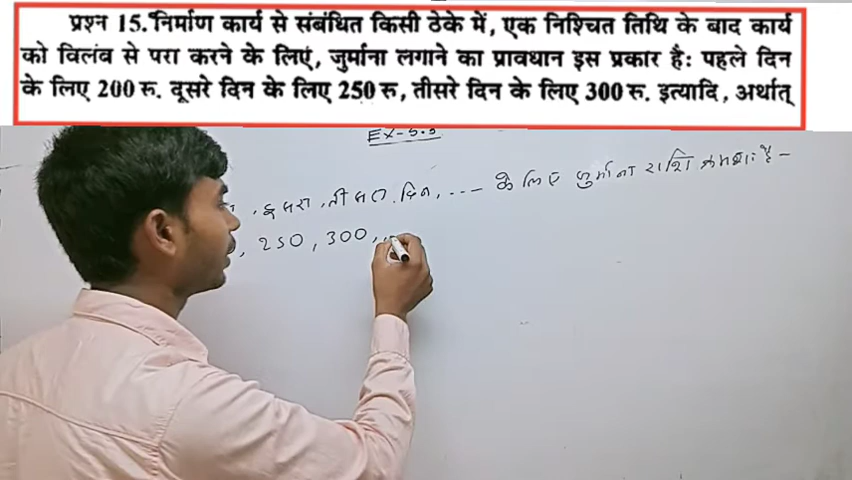 प्रश्न 15. निर्माण कार्य से संबंधित किसी ठेके में, एक निश्चित तिथि के बाद कार्य
को विलंब से परा करने के लिएं, जुर्माना लगाने का प्रावधान इस प्रकार है: पहले दिन
के लिए 200 रु. दूसरे दिन के लिए 250 रु, तीसरे दिन के लिए 300 रु. इत्यादि, अर्थात्
Ex-5.3
, दूसरा, तीसरा, दिन, ... के लिए जुर्माना राशि क्रमशः है -
, 250, 300, ..